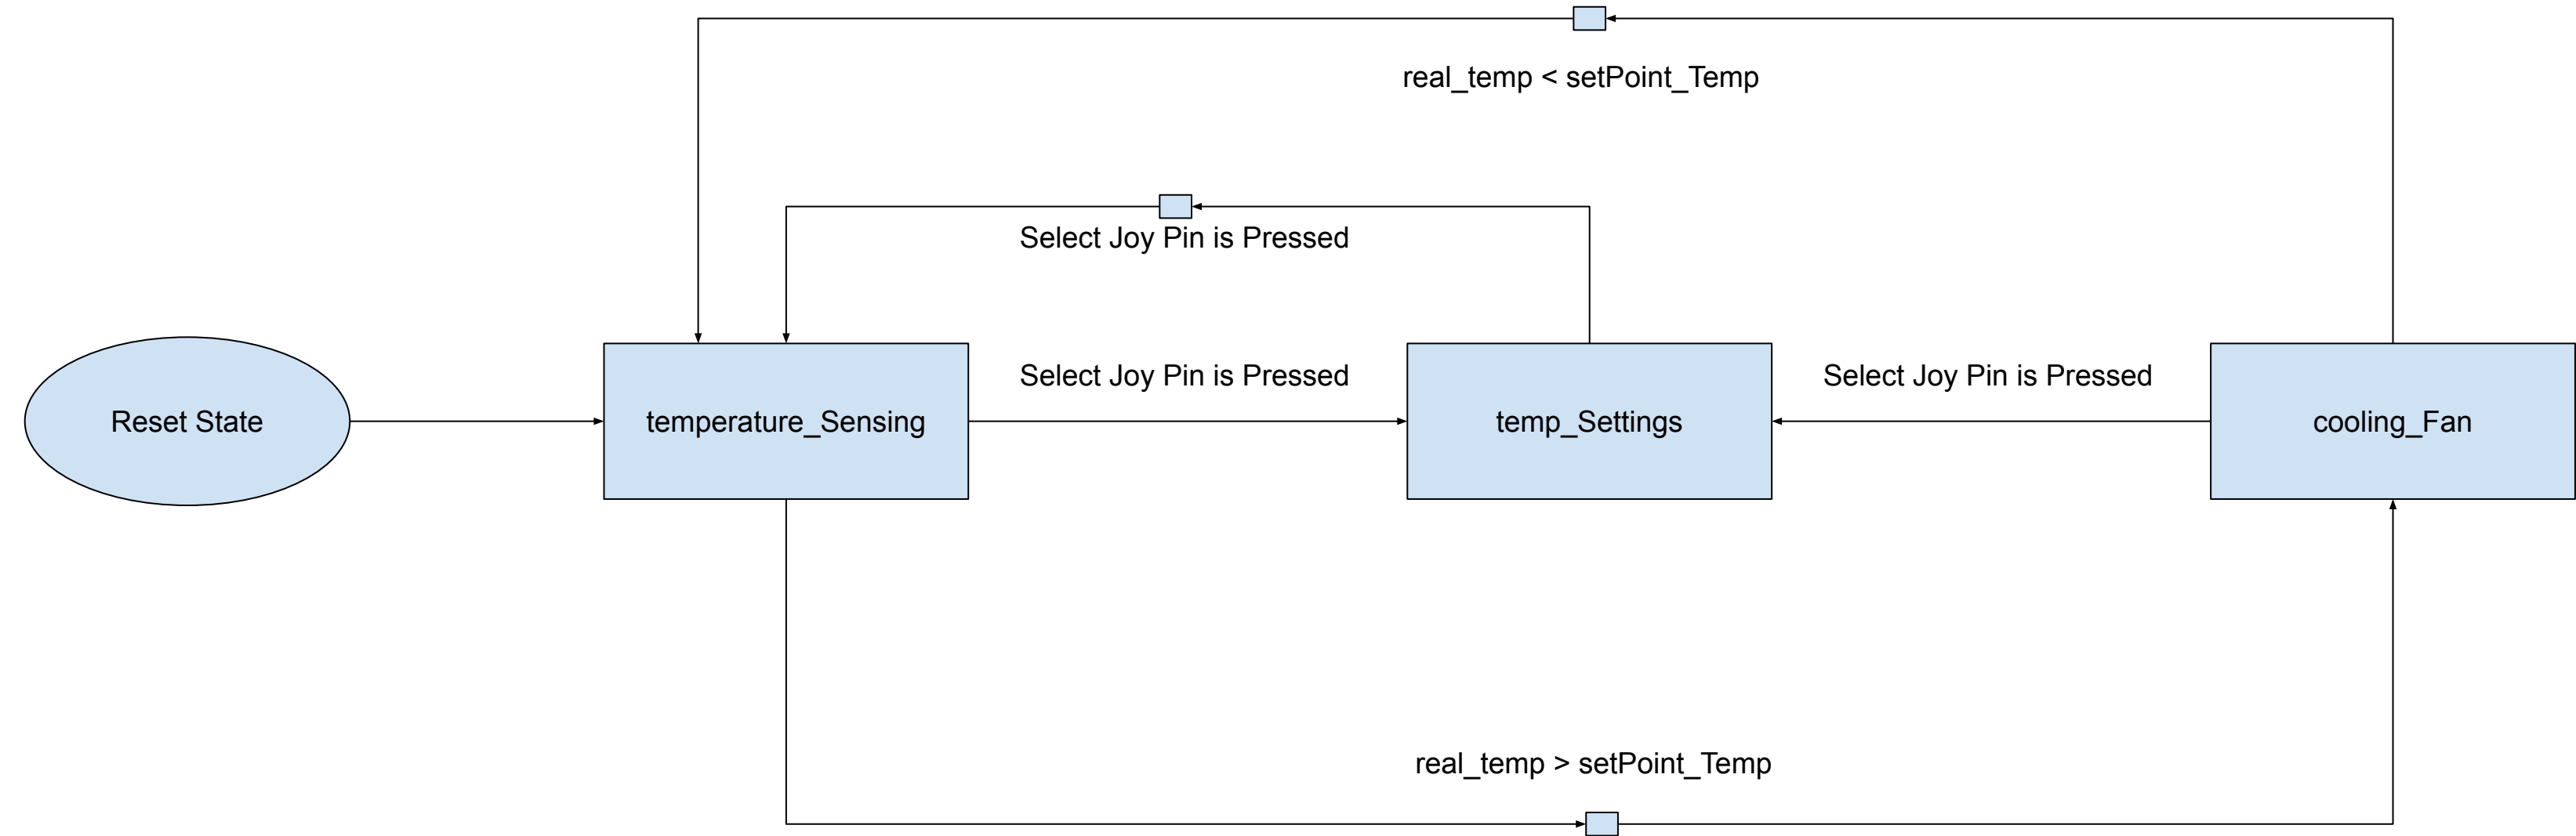 real_temp < setPoint_Temp
Select Joy Pin is Pressed
Select Joy Pin is Pressed
Select Joy Pin is Pressed
Reset State
temperature_Sensing
temp_Settings
cooling_Fan
real_temp > setPoint_Temp